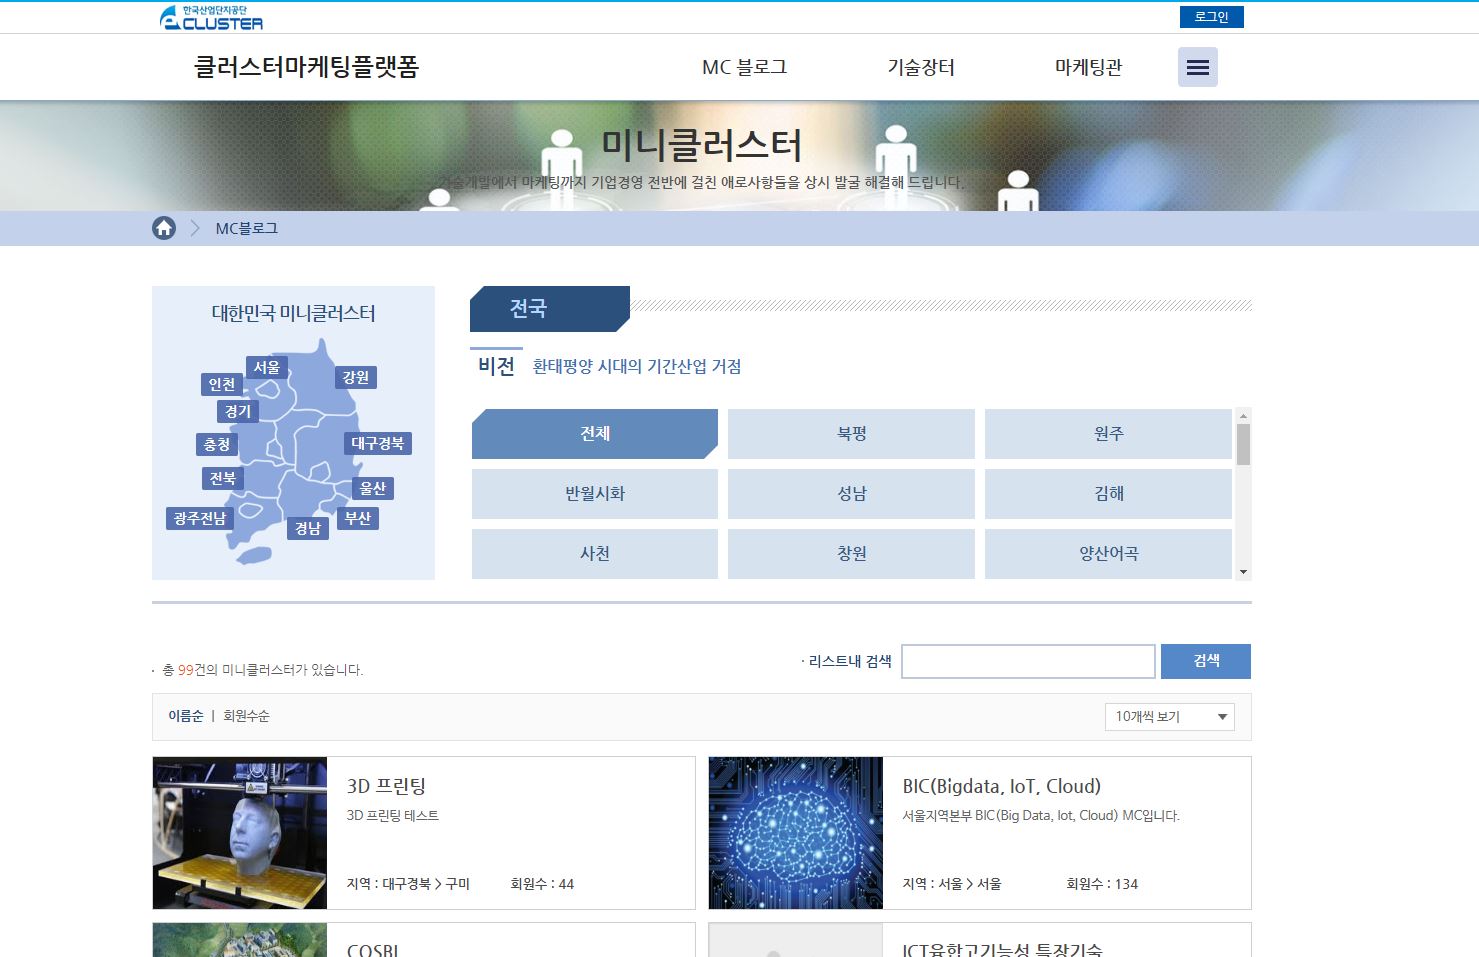 한국산업단지공단
eCLUSTER
로그인
클러스터마케팅플랫폼
MC 블로그
기술장터
마케팅관
미니클러스터
기술개발에서 마케팅까지 기업경영 전반에 걸친 애로사항들을 상시 발굴 해결해 드립니다.
MC블로그
대한민국 미니클러스터
서울
인천
강원
경기
충청
대구경북
전북
울산
광주전남
경남
부산
전국
비전
환태평양 시대의 기간산업 거점
전체
북평
원주
반월시화
성남
김해
사천
창원
양산어곡
· 총 99건의 미니클러스터가 있습니다.
· 리스트내 검색
검색
이름순 | 회원수순
10개씩 보기
3D 프린팅
3D 프린팅 테스트
지역 : 대구경북 > 구미
회원수 : 44
BIC(Bigdata, IoT, Cloud)
서울지역본부 BIC(Big Data, Iot, Cloud) MC입니다.
지역 : 서울 > 서울
회원수 : 134
COSBI
ICT융합고기능성 특장기술